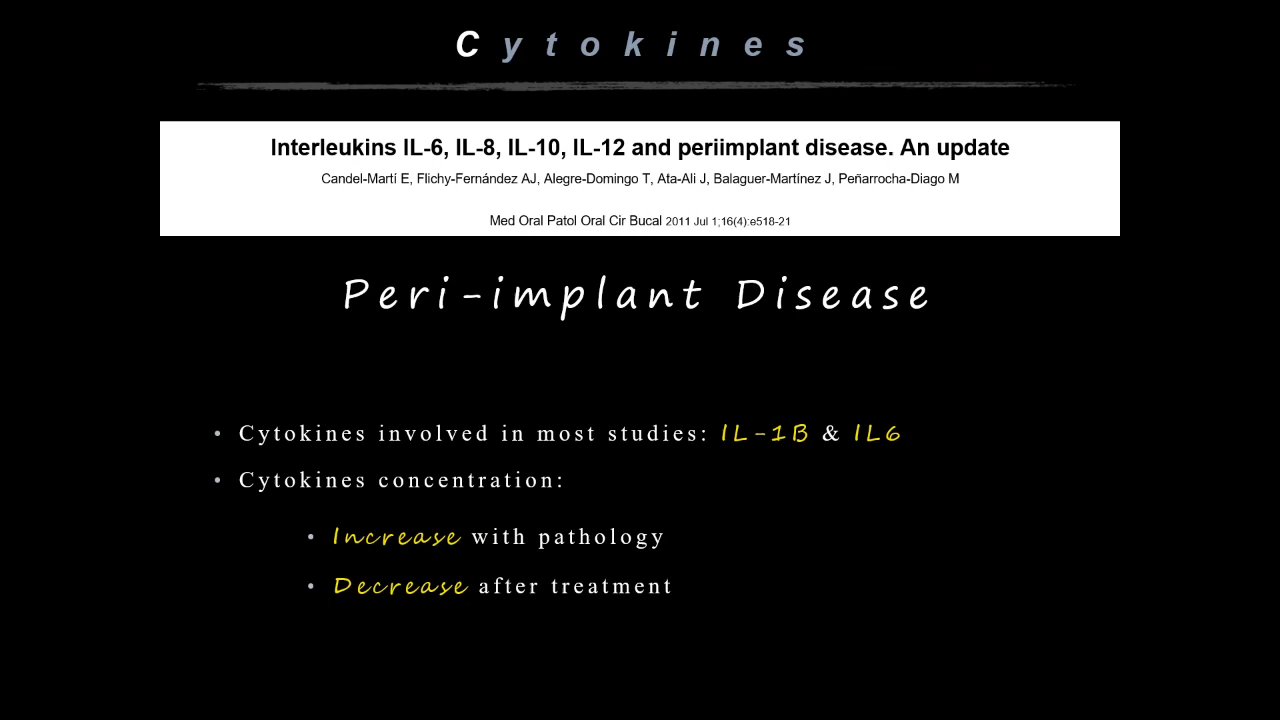 Cytokines
Interleukins IL-6, IL-8, IL-10, IL-12 and periimplant disease. An update
Candel-Martí E, Flichy-Fernández AJ, Alegre-Domingo T, Ata-Ali J, Balaguer-Martínez J, Peñarrocha-Diago M
Med Oral Patol Oral Cir Bucal 2011 Jul 1;16(4):e518-21
Peri-implant Disease
• Cytokines involved in most studies: IL-1B & IL6
• Cytokines concentration:
• Increase with pathology
• Decrease after treatment